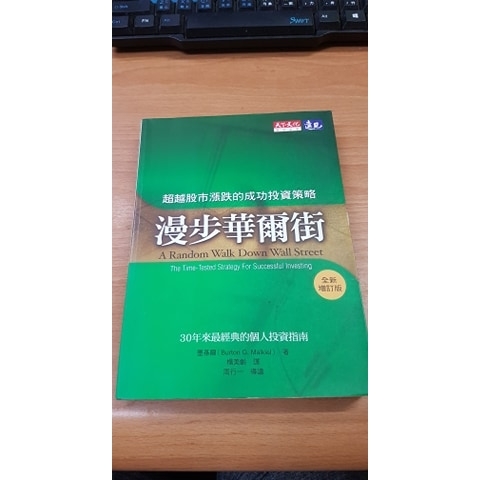 天下文化
遠見
超越股市漲跌的成功投資策略
漫步華爾街
A Random Walk Down Wall Street
The Time-Tested Strategy For Successful Investing
全新
增訂版
30年來最經典的個人投資指南
墨基爾 (Burton G. Malkiel) 著
楊美齡 譯
周行一 導讀